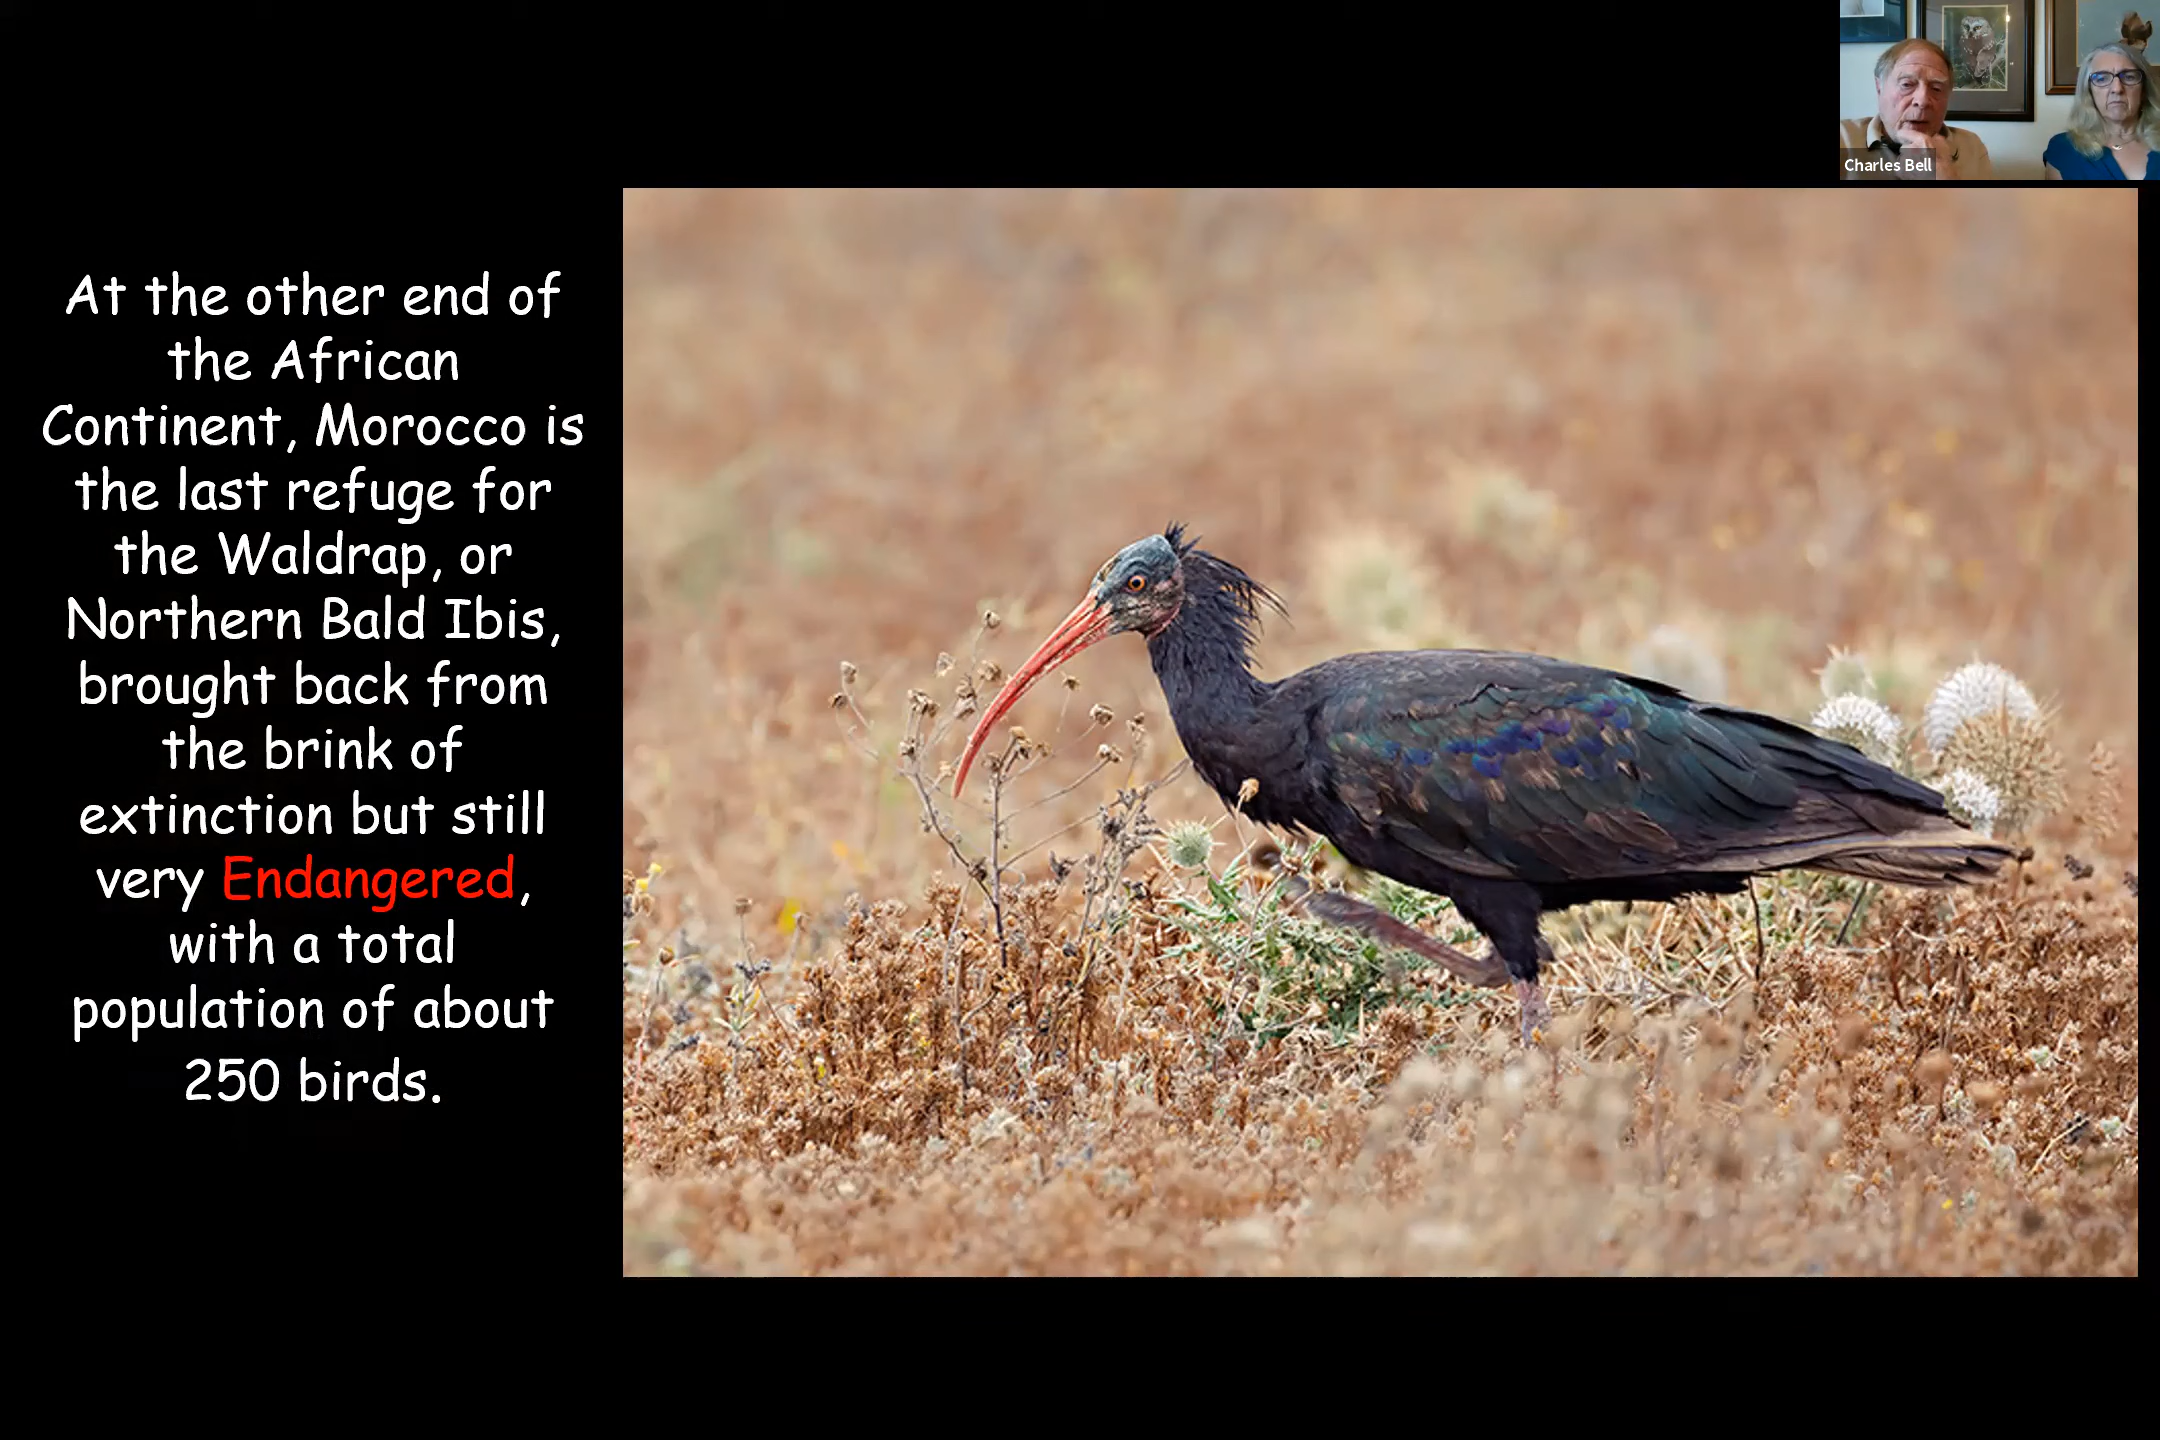 Charles Bell
At the other end of
the African
Continent, Morocco is
the last refuge for
the Waldrap, or
Northern Bald Ibis,
brought back from
the brink of
extinction but still
very Endangered,
with a total
population of about
250 birds.